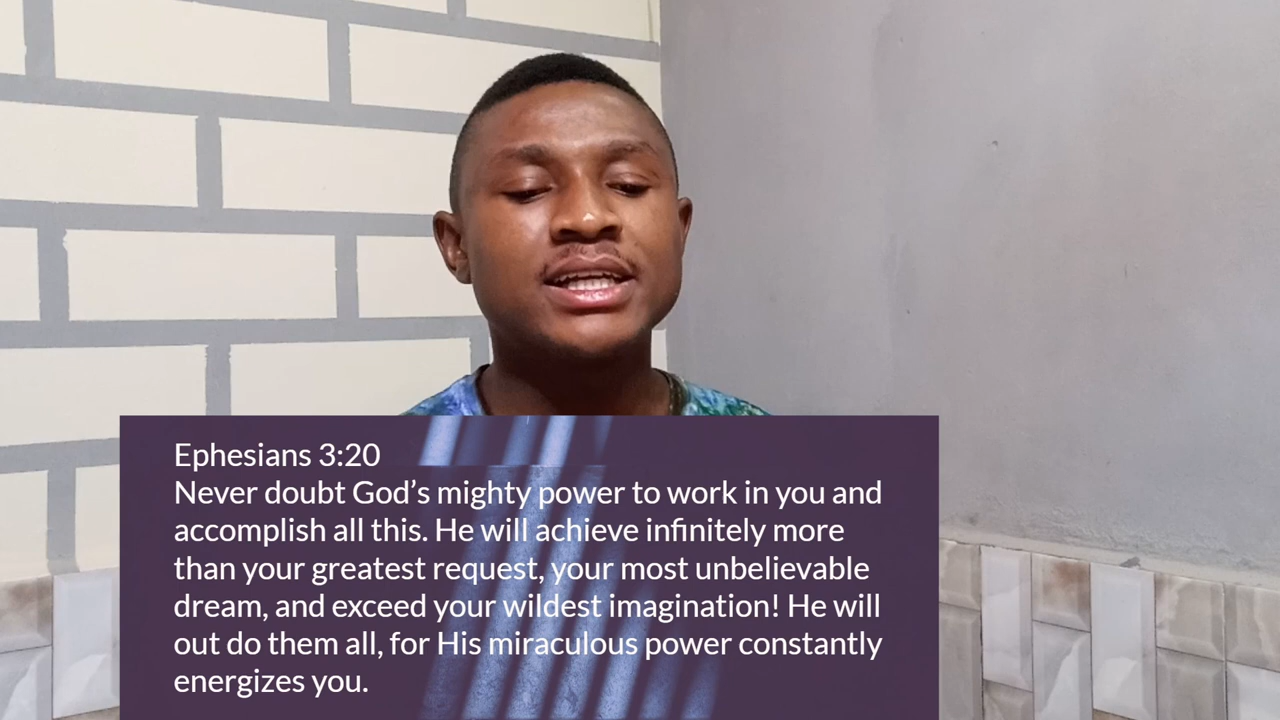 Ephesians 3:20
Never doubt God’s mighty power to work in you and
accomplish all this. He will achieve infinitely more
than your greatest request, your most unbelievable
dream, and exceed your wildest imagination! He will
out do them all, for His miraculous power constantly
energizes you.